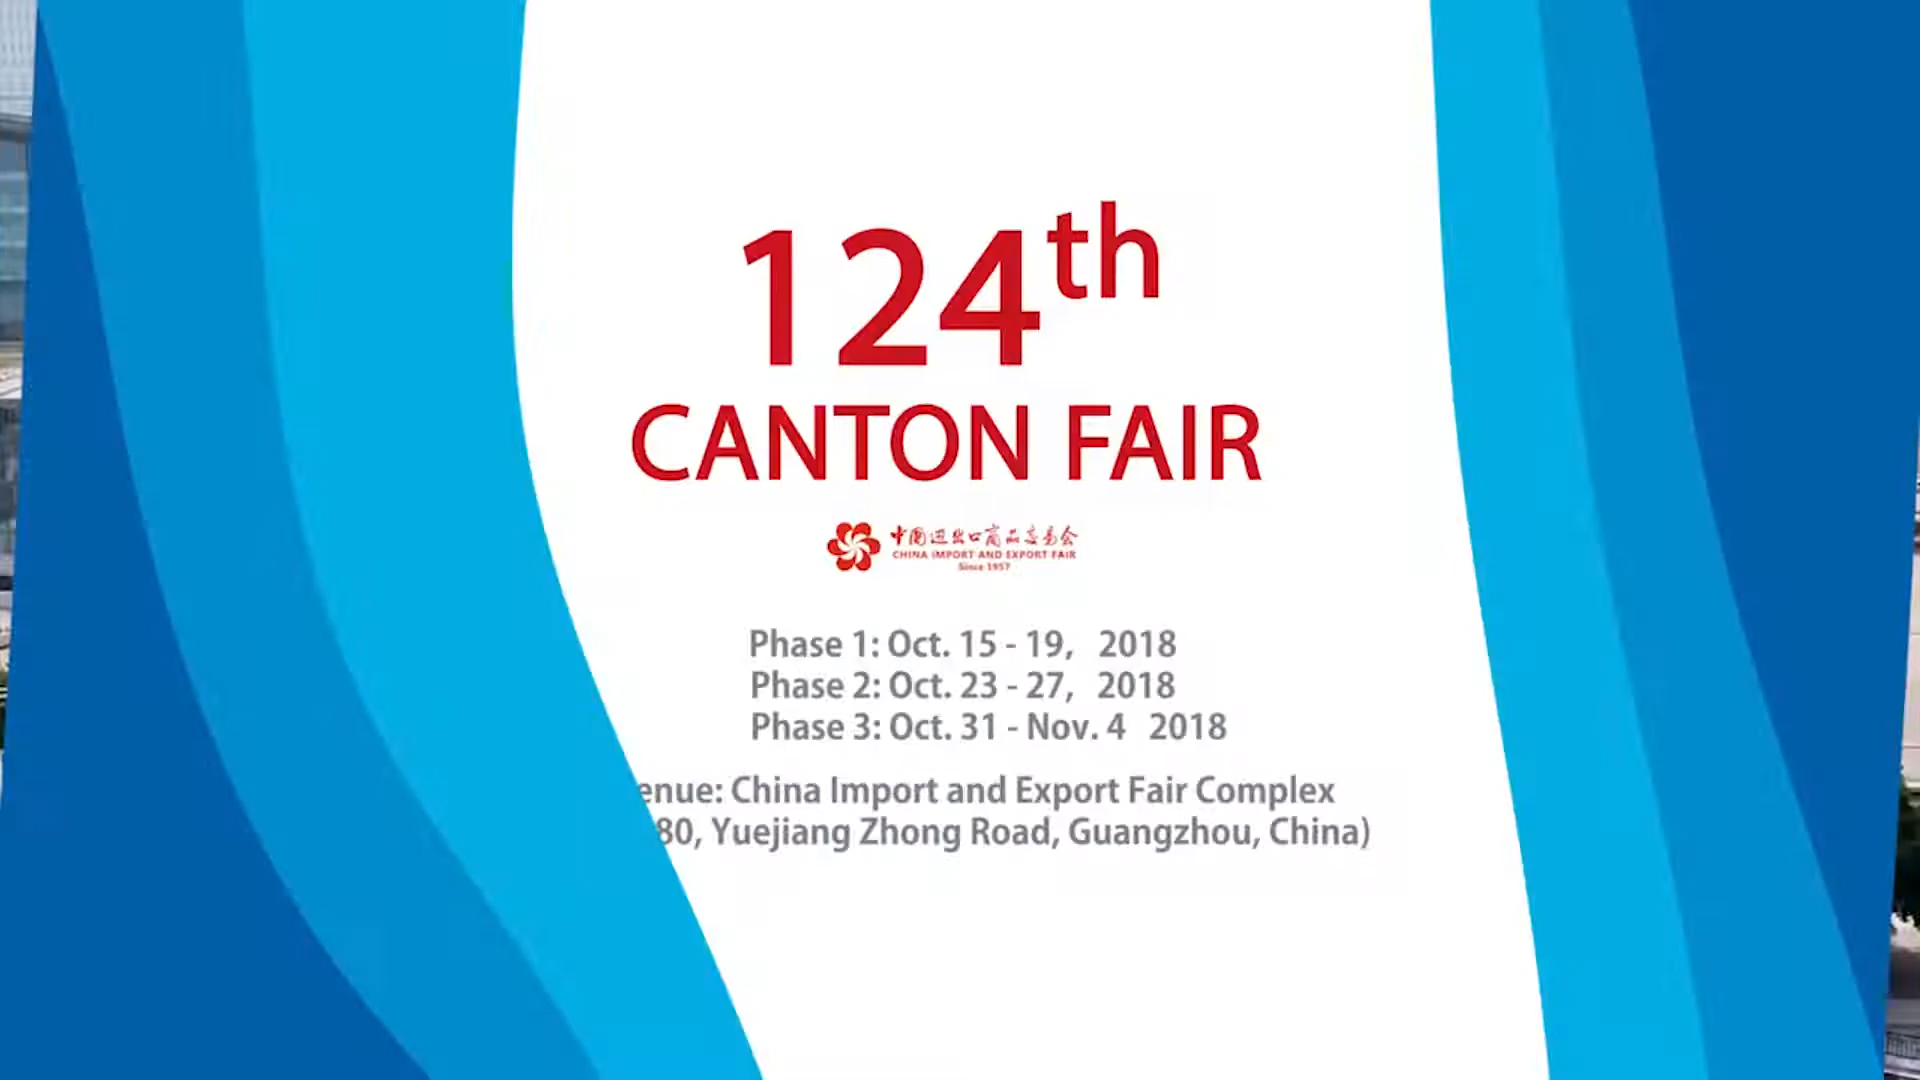 124th
CANTON FAIR
中国进出口商品交易会
CHINA IMPORT AND EXPORT FAIR
Since 1957
Phase 1: Oct. 15 - 19, 2018
Phase 2: Oct. 23 - 27, 2018
Phase 3: Oct. 31 - Nov. 4 2018
enue: China Import and Export Fair Complex
80, Yuejiang Zhong Road, Guangzhou, China)